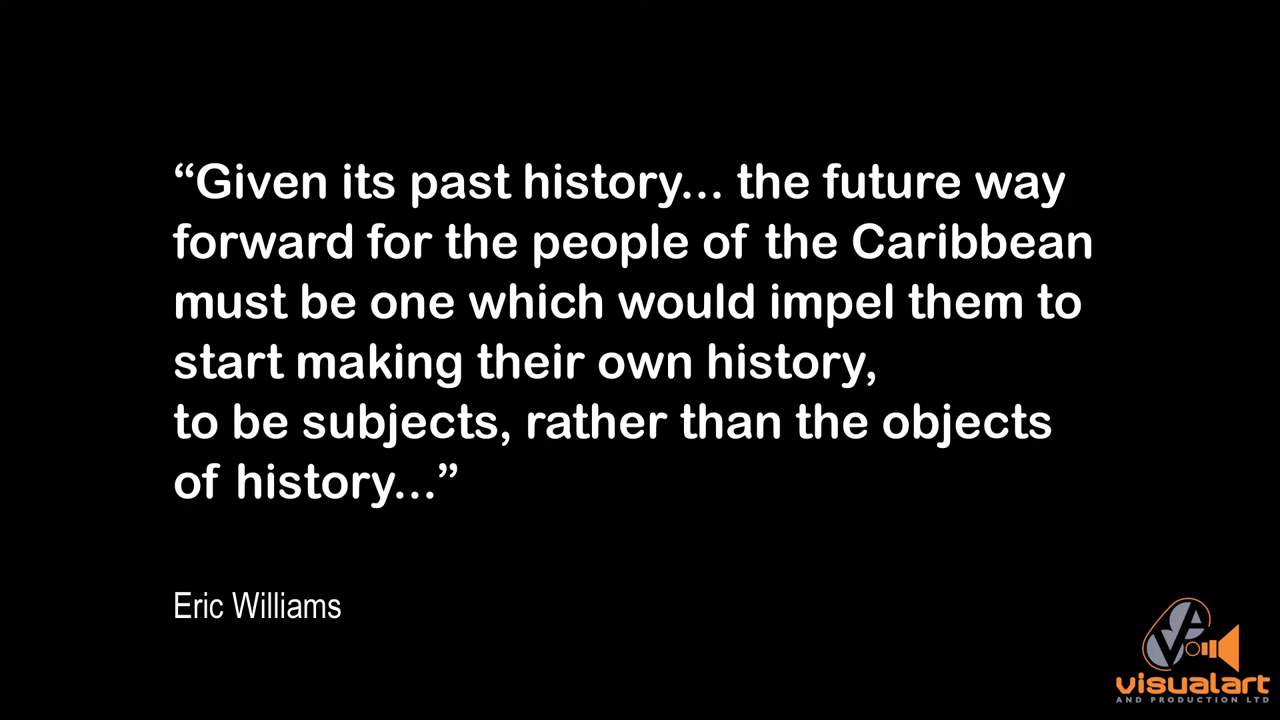 “Given its past history... the future way
forward for the people of the Caribbean
must be one which would impel them to
start making their own history,
to be subjects, rather than the objects
of history...”
Eric Williams
VA
visualart
AND PRODUCTION LTD